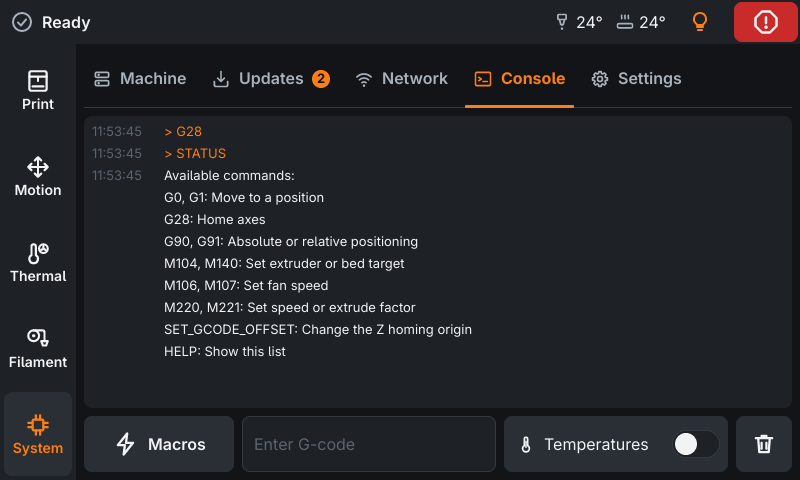 Ready
24°
24°
Machine
Updates
2
Network
Console
Settings
Print
Motion
Thermal
Filament
System
11:53:45 > G28
11:53:45 > STATUS
11:53:45 Available commands:
G0, G1: Move to a position
G28: Home axes
G90, G91: Absolute or relative positioning
M104, M140: Set extruder or bed target
M106, M107: Set fan speed
M220, M221: Set speed or extrude factor
SET_GCODE_OFFSET: Change the Z homing origin
HELP: Show this list
Macros
Enter G-code
Temperatures